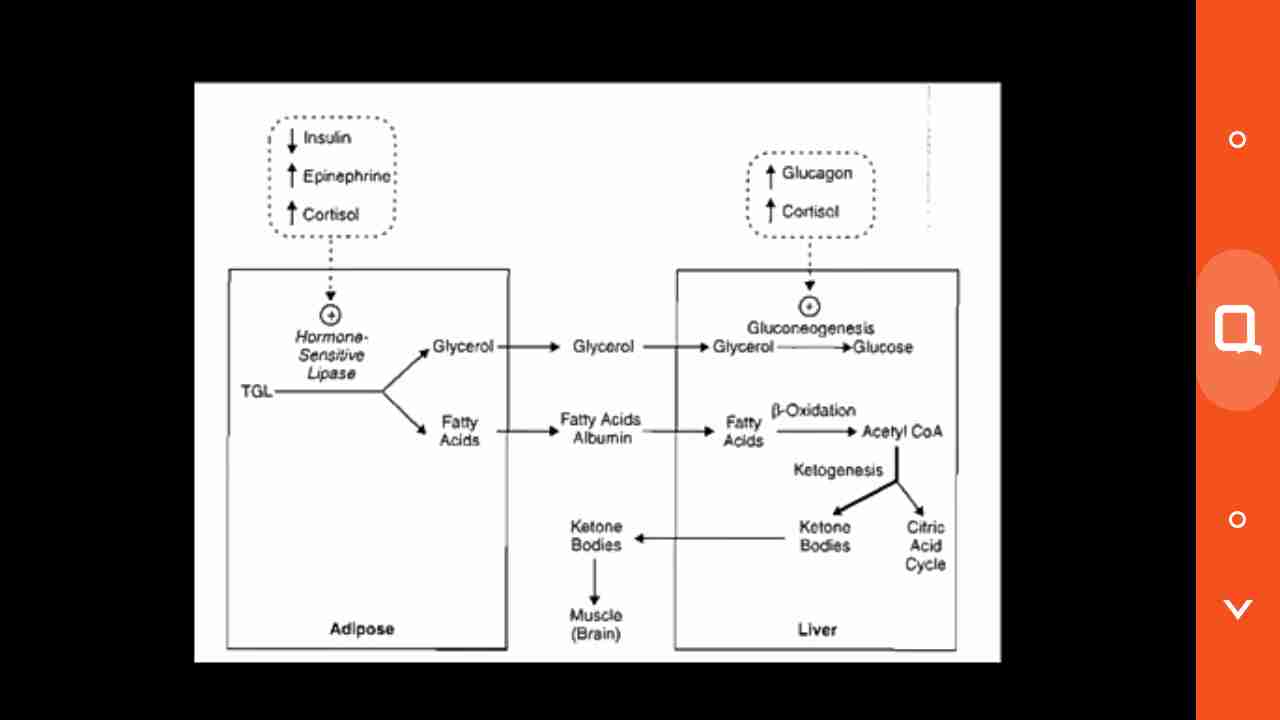 ↓ Insulin
↑ Epinephrine
↑ Cortisol
↑ Glucagon
↑ Cortisol
+
Hormone-
Sensitive
Lipase
TGL
Glycerol
Fatty
Acids
Adipose
Glycerol
Fatty Acids
Albumin
Ketone
Bodies
Muscle
(Brain)
+
Gluconeogenesis
Glycerol
Glucose
β-Oxidation
Fatty
Acids
Acetyl CoA
Ketogenesis
Ketone
Bodies
Citric
Acid
Cycle
Liver